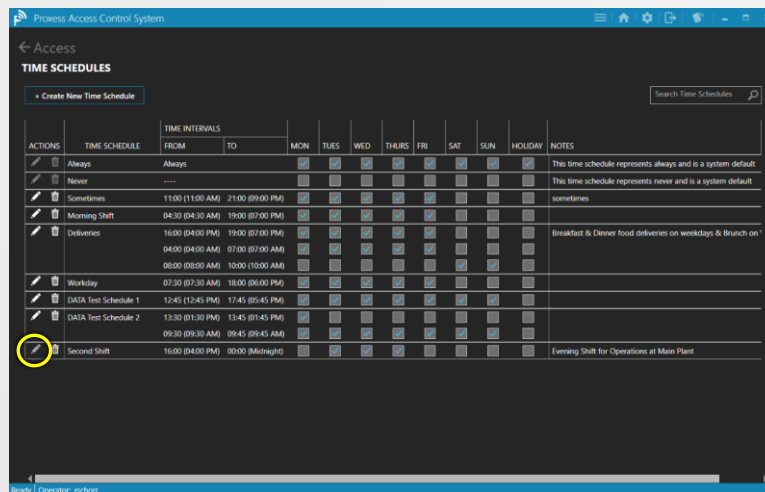 Proxess Access Control System
Access
TIME SCHEDULES
+ Create New Time Schedule
Search Time Schedules
TIME INTERVALS
ACTIONS TIME SCHEDULE FROM TO MON TUES WED THURS FRI SAT SUN HOLIDAY NOTES
Always Always This time schedule represents always and is a system default
Never ---- This time schedule represents never and is a system default
Sometimes 11:00 (11:00 AM) 21:00 (09:00 PM) sometimes
Morning Shift 04:30 (04:30 AM) 19:00 (07:00 PM)
Deliveries 16:00 (04:00 PM) 19:00 (07:00 PM) Breakfast & Dinner food deliveries on weekdays & Brunch on
04:00 (04:00 AM) 07:00 (07:00 AM)
08:00 (08:00 AM) 10:00 (10:00 AM)
Workday 07:30 (07:30 AM) 18:00 (06:00 PM)
DATA Test Schedule 1 12:45 (12:45 PM) 17:45 (05:45 PM)
DATA Test Schedule 2 13:30 (01:30 PM) 13:45 (01:45 PM)
09:30 (09:30 AM) 09:45 (09:45 AM)
Second Shift 16:00 (04:00 PM) 00:00 (Midnight) Evening Shift for Operations at Main Plant
Ready Operator: rschorr